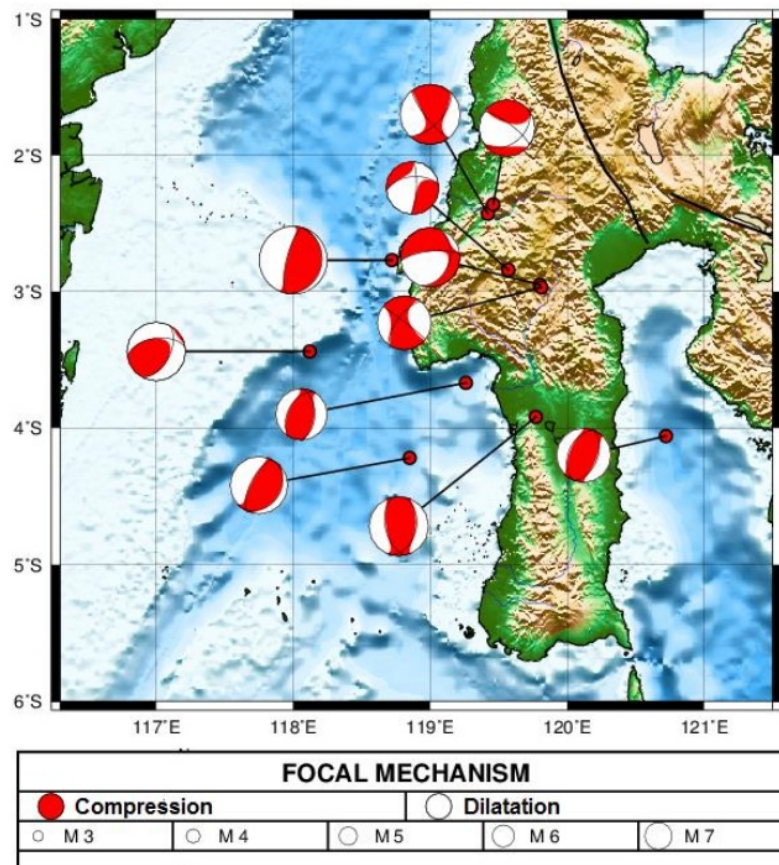 1°S
2°S
3°S
4°S
5°S
6°S
117°E 118°E 119°E 120°E 121°E
FOCAL MECHANISM
Compression Dilatation
M 3 M 4 M 5 M 6 M 7